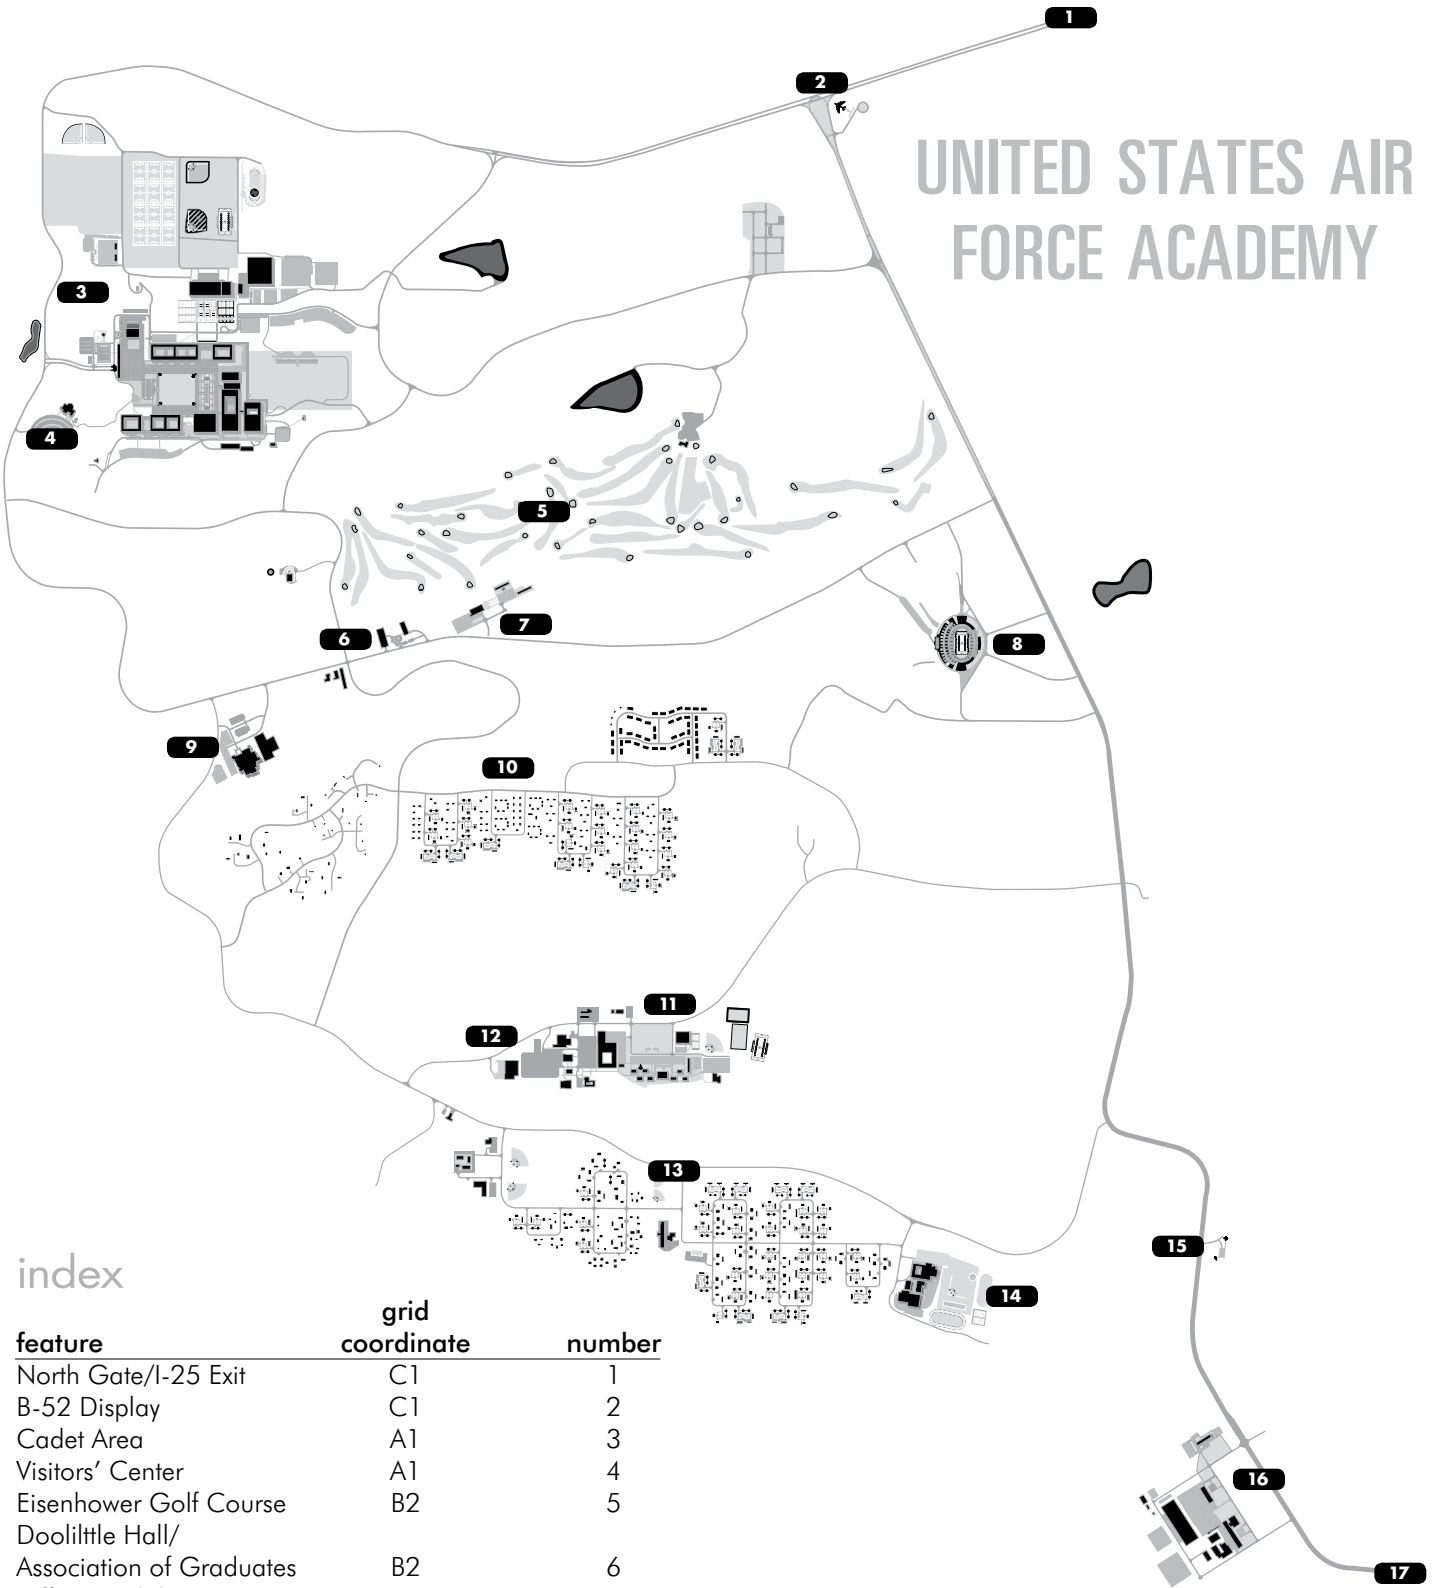 1
2
UNITED STATES AIR
FORCE ACADEMY
3
4
5
6
7
8
9
10
11
12
13
14
15
16
17
index
feature grid coordinate number
North Gate/I-25 Exit C1 1
B-52 Display C1 2
Cadet Area A1 3
Visitors’ Center A1 4
Eisenhower Golf Course B2 5
Doolilttle Hall/
Association of Graduates B2 6